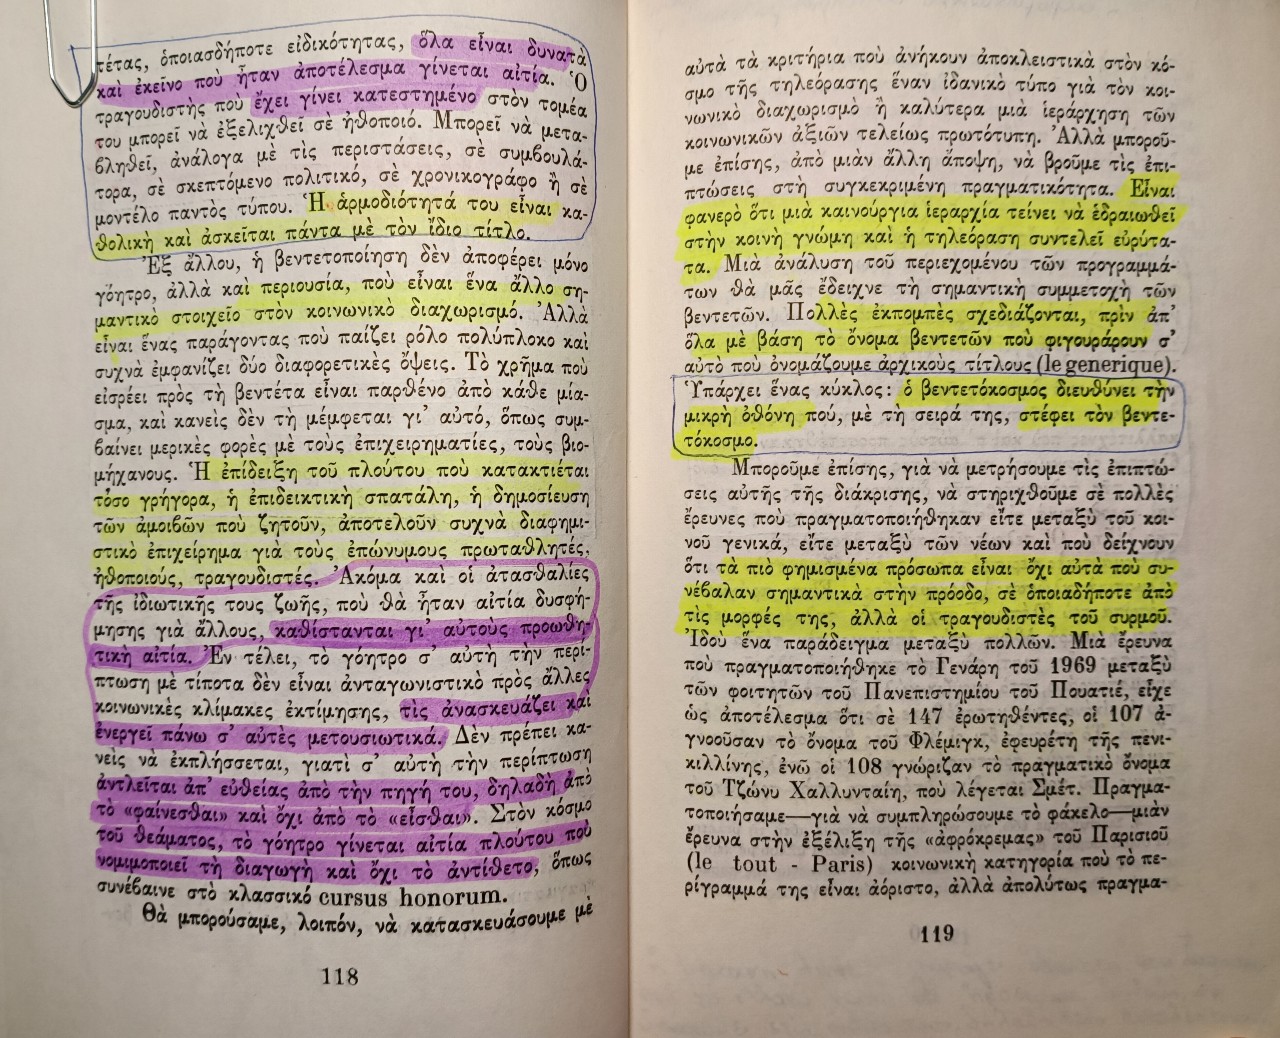 τέτας, ὁποιασδήποτε εἰδικότητας, ὅλα εἶναι δυνατὰ
καὶ ἐκεῖνο ποὺ ἦταν ἀποτέλεσμα γίνεται αἰτία. Ὁ
τραγουδιστὴς ποὺ ἔχει γίνει κατεστημένο στὸν τομέα
του μπορεῖ νὰ ἐξελιχθεῖ σὲ ἠθοποιό. Μπορεῖ νὰ μετα-
βληθεῖ, ἀνάλογα μὲ τὶς περιστάσεις, σὲ συμβουλά-
τορα, σὲ σκεπτόμενο πολιτικό, σὲ χρονικογράφο ἢ σὲ
μοντέλο παντὸς τύπου. Ἡ ἁρμοδιότητά του εἶναι κα-
θολικὴ καὶ ἀσκεῖται πάντα μὲ τὸν ἴδιο τίτλο.
Ἐξ ἄλλου, ἡ βεντετοποίηση δὲν ἀποφέρει μόνο
γόητρο, ἀλλὰ καὶ περιουσία, ποὺ εἶναι ἕνα ἄλλο ση-
μαντικὸ στοιχεῖο στὸν κοινωνικὸ διαχωρισμό. Ἀλλὰ
εἶναι ἕνας παράγοντας ποὺ παίζει ρόλο πολύπλοκο καὶ
συχνὰ ἐμφανίζει δύο διαφορετικὲς ὄψεις. Τὸ χρῆμα ποὺ
εἰσρέει πρὸς τὴ βεντέτα εἶναι παρθένο ἀπὸ κάθε μία-
σμα, καὶ κανεὶς δὲν τὴ μέμφεται γι' αὐτό, ὅπως συμ-
βαίνει μερικὲς φορὲς μὲ τοὺς ἐπιχειρηματίες, τοὺς βιο-
μήχανους. Ἡ ἐπίδειξη τοῦ πλούτου ποὺ κατακτιέται
τόσο γρήγορα, ἡ ἐπιδεικτικὴ σπατάλη, ἡ δημοσίευση
τῶν ἀμοιβῶν ποὺ ζητοῦν, ἀποτελοῦν συχνὰ διαφημι-
στικὸ ἐπιχείρημα γιὰ τοὺς ἐπώνυμους πρωταθλητές,
ἠθοποιούς, τραγουδιστές. Ἀκόμα καὶ οἱ ἀτασθαλίες
τῆς ἰδιωτικῆς τους ζωῆς, ποὺ θὰ ἦταν αἰτία δυσφή-
μησης γιὰ ἄλλους, καθίστανται γι' αὐτοὺς προωθη-
τικὴ αἰτία. Ἐν τέλει, τὸ γόητρο σ' αὐτὴ τὴν περί-
πτωση μὲ τίποτα δὲν εἶναι ἀνταγωνιστικὸ πρὸς ἄλλες
κοινωνικὲς κλίμακες ἐκτίμησης, τὶς ἀνασκευάζει καὶ
ἐνεργεῖ πάνω σ' αὐτὲς μετουσιωτικά. Δὲν πρέπει κα-
νεὶς νὰ ἐκπλήσσεται, γιατὶ σ' αὐτὴ τὴν περίπτωση
ἀντλεῖται ἀπ' εὐθείας ἀπὸ τὴν πηγή του, δηλαδὴ ἀπὸ
τὸ «φαίνεσθαι» καὶ ὄχι ἀπὸ τὸ «εἶσθαι». Στὸν κόσμο
τοῦ θεάματος, τὸ γόητρο γίνεται αἰτία πλούτου ποὺ
νομιμοποιεῖ τὴ διαγωγὴ καὶ ὄχι τὸ ἀντίθετο, ὅπως
συνέβαινε στὸ κλασσικὸ cursus honorum.
Θὰ μπορούσαμε, λοιπόν, νὰ κατασκευάσουμε μὲ
118
αὐτὰ τὰ κριτήρια ποὺ ἀνήκουν ἀποκλειστικὰ στὸν κό-
σμο τῆς τηλεόρασης ἕναν ἰδανικὸ τύπο γιὰ τὸν κοι-
νωνικὸ διαχωρισμὸ ἢ καλύτερα μιὰ ἱεράρχηση τῶν
κοινωνικῶν ἀξιῶν τελείως πρωτότυπη. Ἀλλὰ μποροῦ-
με ἐπίσης, ἀπὸ μιὰν ἄλλη ἄποψη, νὰ βροῦμε τὶς ἐπι-
πτώσεις στὴ συγκεκριμένη πραγματικότητα. Εἶναι
φανερὸ ὅτι μιὰ καινούργια ἱεραρχία τείνει νὰ ἑδραιωθεῖ
στὴν κοινὴ γνώμη καὶ ἡ τηλεόραση συντελεῖ εὐρύτα-
τα. Μιὰ ἀνάλυση τοῦ περιεχομένου τῶν προγραμμά-
των θὰ μᾶς ἔδειχνε τὴ σημαντικὴ συμμετοχὴ τῶν
βεντετῶν. Πολλὲς ἐκπομπὲς σχεδιάζονται, πρὶν ἀπ'
ὅλα μὲ βάση τὸ ὄνομα βεντετῶν ποὺ φιγουράρουν σ'
αὐτὸ ποὺ ὀνομάζουμε ἀρχικοὺς τίτλους (le generique).
Ὑπάρχει ἕνας κύκλος: ὁ βεντετόκοσμος διευθύνει τὴν
μικρὴ ὀθόνη πού, μὲ τὴ σειρά της, στέφει τὸν βεντε-
τόκοσμο.
Μποροῦμε ἐπίσης, γιὰ νὰ μετρήσουμε τὶς ἐπιπτώ-
σεις αὐτῆς τῆς διάκρισης, νὰ στηριχθοῦμε σὲ πολλὲς
ἔρευνες ποὺ πραγματοποιήθηκαν εἴτε μεταξὺ τοῦ κοι-
νοῦ γενικά, εἴτε μεταξὺ τῶν νέων καὶ ποὺ δείχνουν
ὅτι τὰ πιὸ φημισμένα πρόσωπα εἶναι ὄχι αὐτὰ ποὺ συ-
νέβαλαν σημαντικὰ στὴν πρόοδο, σὲ ὁποιαδήποτε ἀπὸ
τὶς μορφές της, ἀλλὰ οἱ τραγουδιστὲς τοῦ συρμοῦ.
Ἰδοὺ ἕνα παράδειγμα μεταξὺ πολλῶν. Μιὰ ἔρευνα
ποὺ πραγματοποιήθηκε τὸ Γενάρη τοῦ 1969 μεταξὺ
τῶν φοιτητῶν τοῦ Πανεπιστημίου τοῦ Πουατιέ, εἶχε
ὡς ἀποτέλεσμα ὅτι σὲ 147 ἐρωτηθέντες, οἱ 107 ἀ-
γνοοῦσαν τὸ ὄνομα τοῦ Φλέμιγκ, ἐφευρέτη τῆς πενι-
κιλλίνης, ἐνῶ οἱ 108 γνώριζαν τὸ πραγματικὸ ὄνομα
τοῦ Τζώνυ Χαλλυνταίη, ποὺ λέγεται Σμέτ. Πραγμα-
τοποιήσαμε—γιὰ νὰ συμπληρώσουμε τὸ φάκελο—μιὰν
ἔρευνα στὴν ἐξέλιξη τῆς «ἀφρόκρεμας» τοῦ Παρισιοῦ
(le tout - Paris) κοινωνικὴ κατηγορία ποὺ τὸ πε-
ρίγραμμά της εἶναι ἀόριστο, ἀλλὰ ἀπολύτως πραγμα-
119